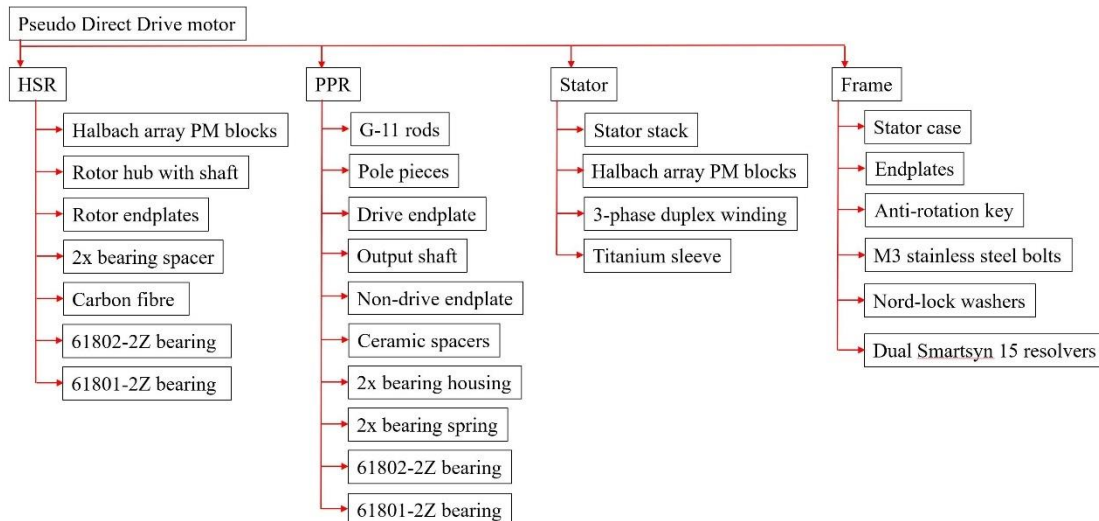 Pseudo Direct Drive motor
HSR
Halbach array PM blocks
Rotor hub with shaft
Rotor endplates
2x bearing spacer
Carbon fibre
61802-2Z bearing
61801-2Z bearing
PPR
G-11 rods
Pole pieces
Drive endplate
Output shaft
Non-drive endplate
Ceramic spacers
2x bearing housing
2x bearing spring
61802-2Z bearing
61801-2Z bearing
Stator
Stator stack
Halbach array PM blocks
3-phase duplex winding
Titanium sleeve
Frame
Stator case
Endplates
Anti-rotation key
M3 stainless steel bolts
Nord-lock washers
Dual Smartsyn 15 resolvers